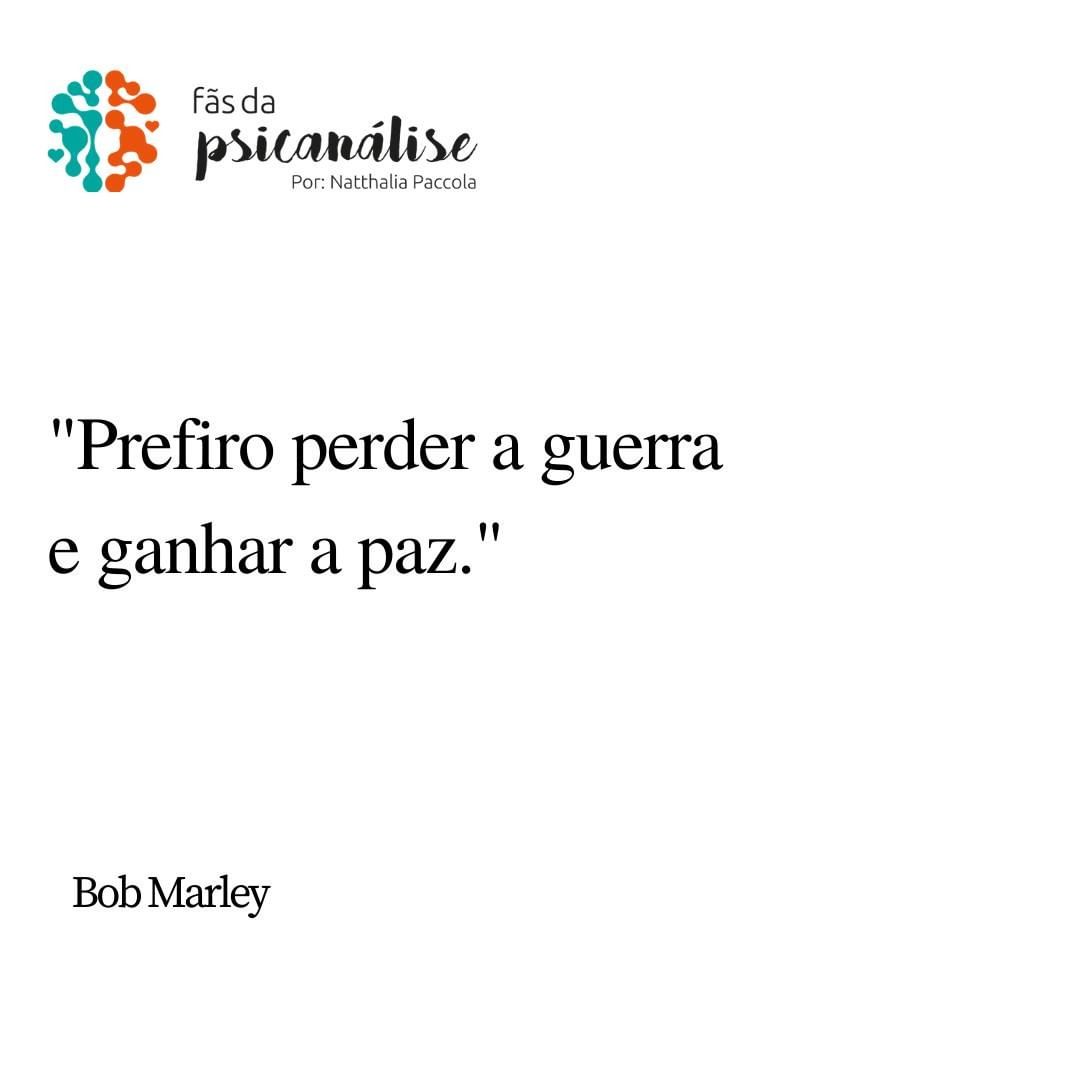 fãs da
psicanálise
Por: Natthalia Paccola
"Prefiro perder a guerra
e ganhar a paz."
Bob Marley